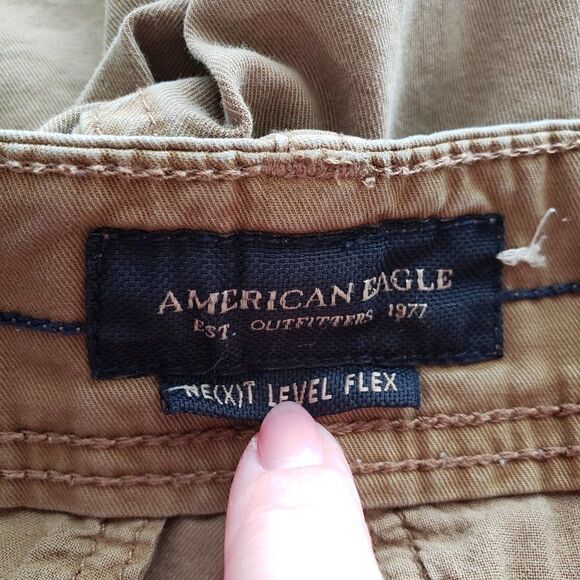 AMERICAN EAGLE
EST. OUTFITTERS 1977
NE(X)T LEVEL FLEX